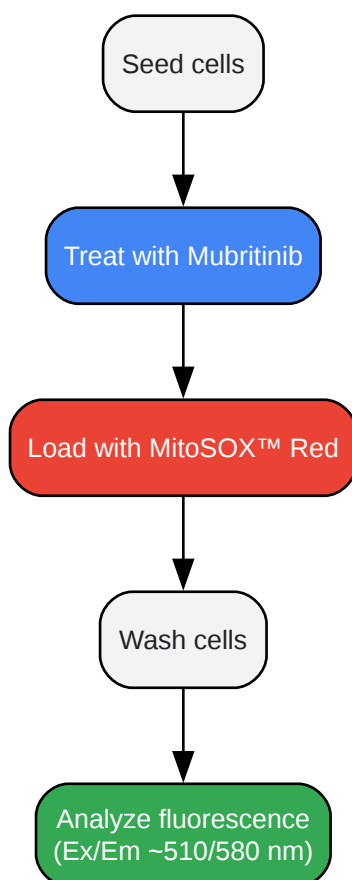 Seed cells
Treat with Mubritinib
Load with MitoSOX™ Red
Wash cells
Analyze fluorescence
(Ex/Em ~510/580 nm)